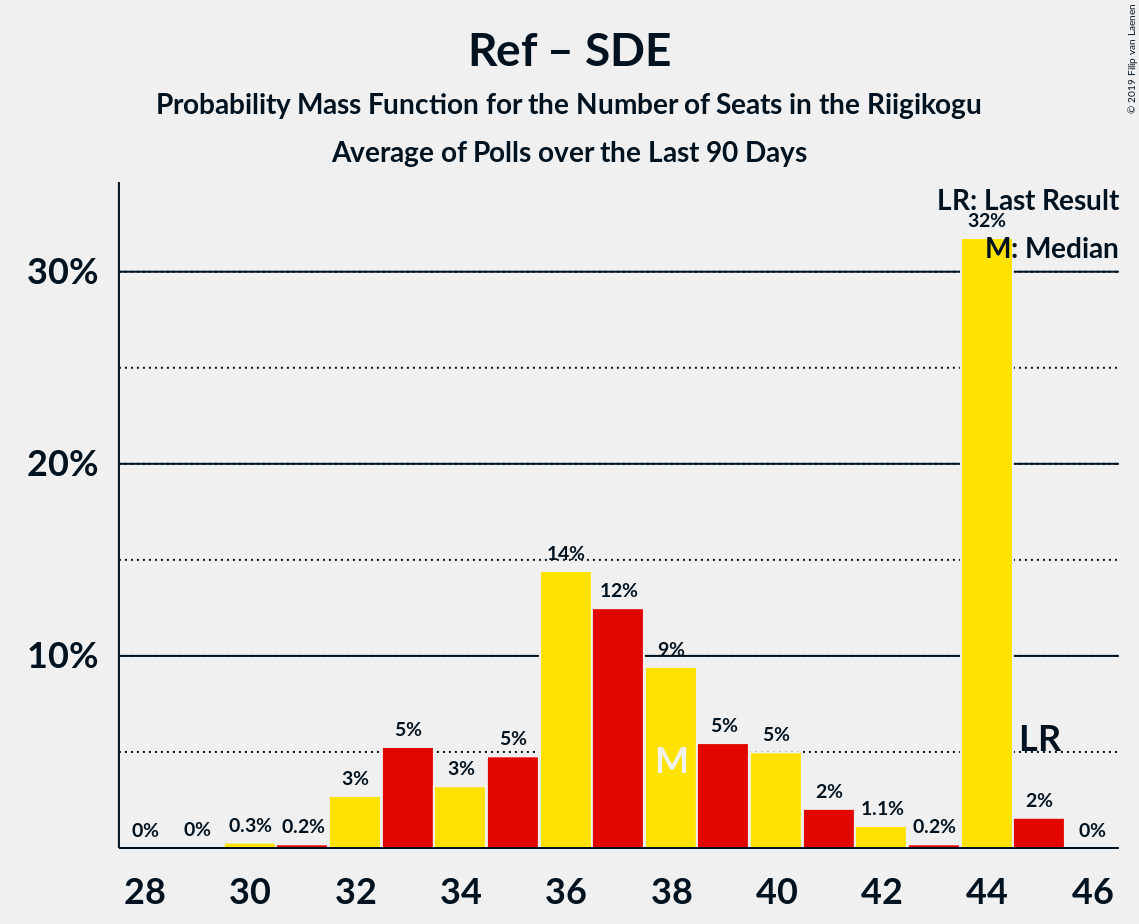 Ref – SDE
Probability Mass Function for the Number of Seats in the Riigikogu
Average of Polls over the Last 90 Days
© 2019 Filip van Laenen
LR: Last Result
M: Median
30%
20%
10%
0% 0% 0.3% 0.2% 3% 5% 3% 5% 14% 12% 9% 5% 5% 2% 1.1% 0.2% 32% 2% 0%
M
LR
28 30 32 34 36 38 40 42 44 46